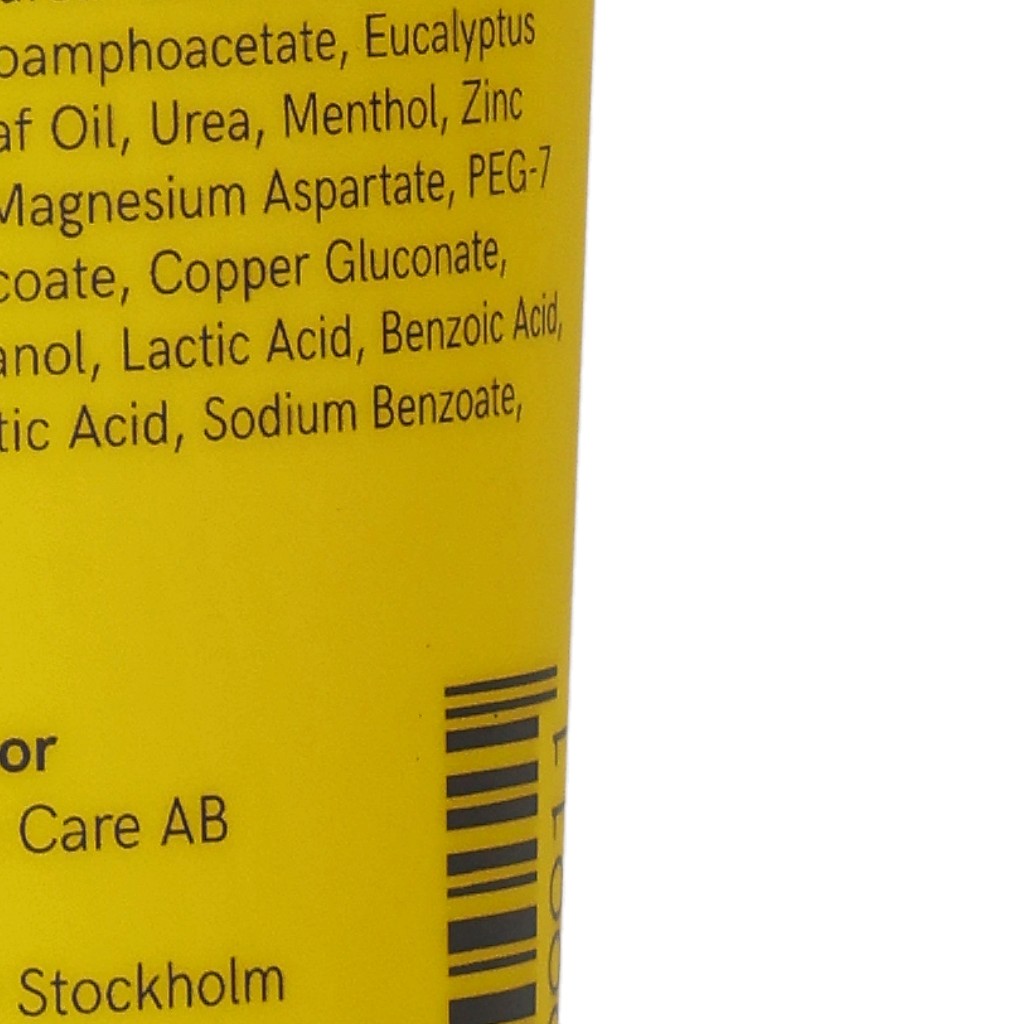 oamphoacetate, Eucalyptus
af Oil, Urea, Menthol, Zinc
Magnesium Aspartate, PEG-7
coate, Copper Gluconate,
anol, Lactic Acid, Benzoic Acid,
tic Acid, Sodium Benzoate,
or
Care AB
Stockholm